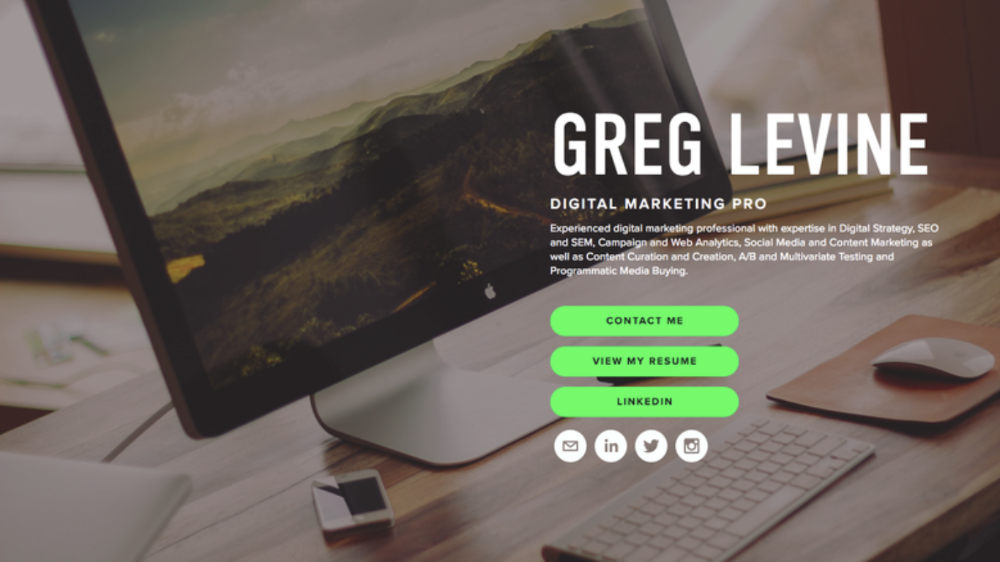 GREG LEVINE
DIGITAL MARKETING PRO
Experienced digital marketing professional with expertise in Digital Strategy, SEO
and SEM, Campaign and Web Analytics, Social Media and Content Marketing as
well as Content Curation and Creation, A/B and Multivariate Testing and
Programmatic Media Buying.
CONTACT ME
VIEW MY RESUME
LINKEDIN
in